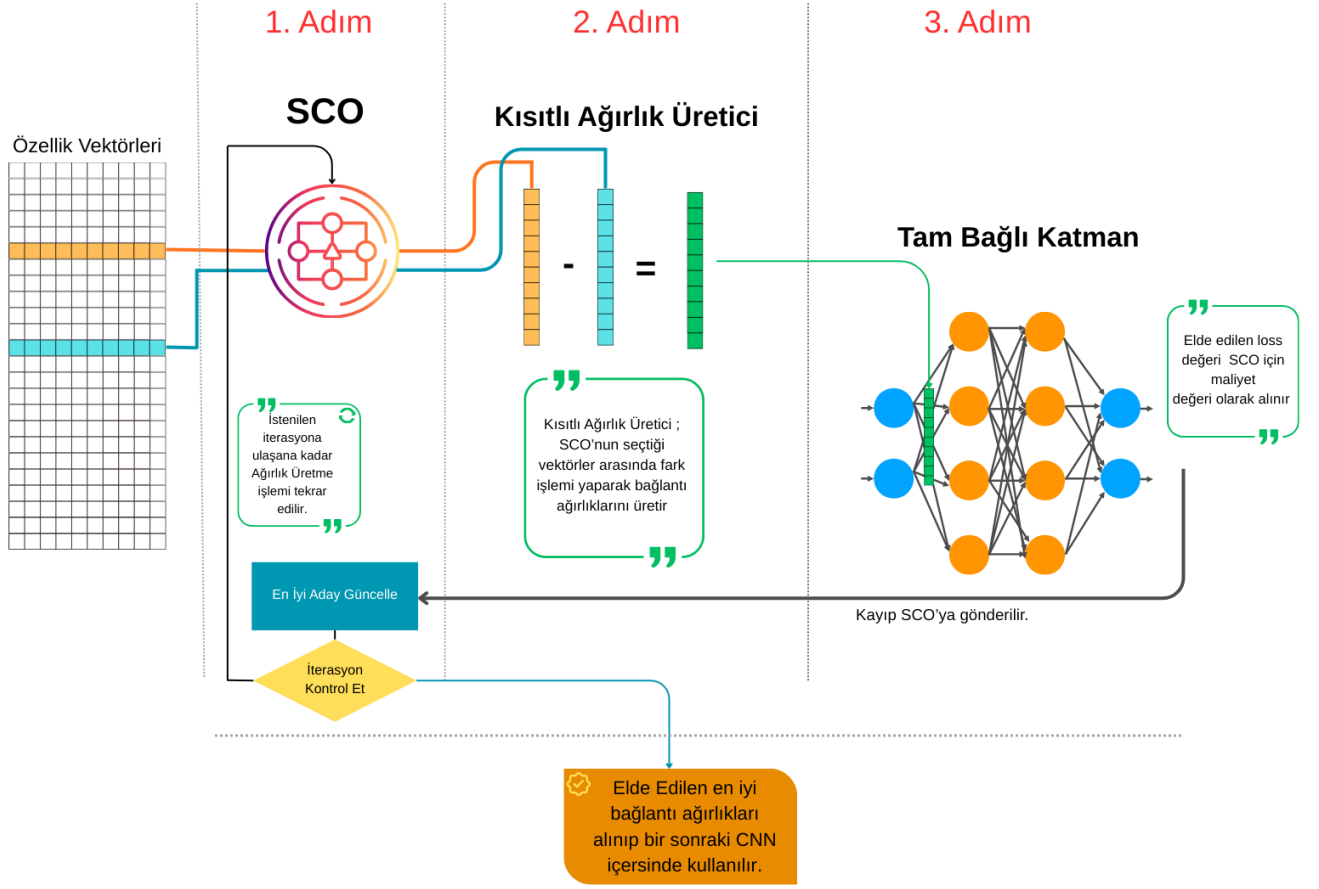 1. Adım
2. Adım
3. Adım
SCO
Kısıtlı Ağırlık Üretici
Özellik Vektörleri
-
=
Tam Bağlı Katman
Elde edilen loss
değeri SCO için
maliyet
değeri olarak alınır
İstenilen
iterasyona
ulaşana kadar
Ağırlık Üretme
işlemi tekrar
edilir.
Kısıtlı Ağırlık Üretici ;
SCO'nun seçtiği
vektörler arasında fark
işlemi yaparak bağlantı
ağırlıklarını üretir
En İyi Aday Güncelle
Kayıp SCO'ya gönderilir.
İterasyon
Kontrol Et
Elde Edilen en iyi
bağlantı ağırlıkları
alınıp bir sonraki CNN
içersinde kullanılır.